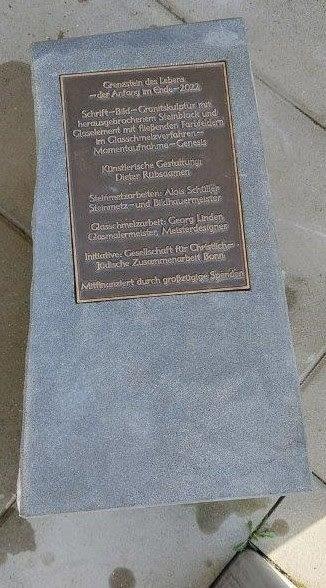 Grenzstein des Lebens
– der Anfang im Ende – 2022
Schrift–Bild–Granitskulptur mit
herausgebrochenem Steinblock und
Glaselement mit fließenden Farbfeldern
im Glasschmelzverfahren–
Momentaufnahme–Genesis
Künstlerische Gestaltung:
Dieter Rübsaamen
Steinmetzarbeiten: Alois Schüller
Steinmetz– und Bildhauermeister
Glasschmelzarbeit: Georg Linden
Glasmalermeister, Meisterdesigner
Initiative: Gesellschaft für Christlich–
Jüdische Zusammenarbeit Bonn
Mitfinanziert durch großzügige Spenden